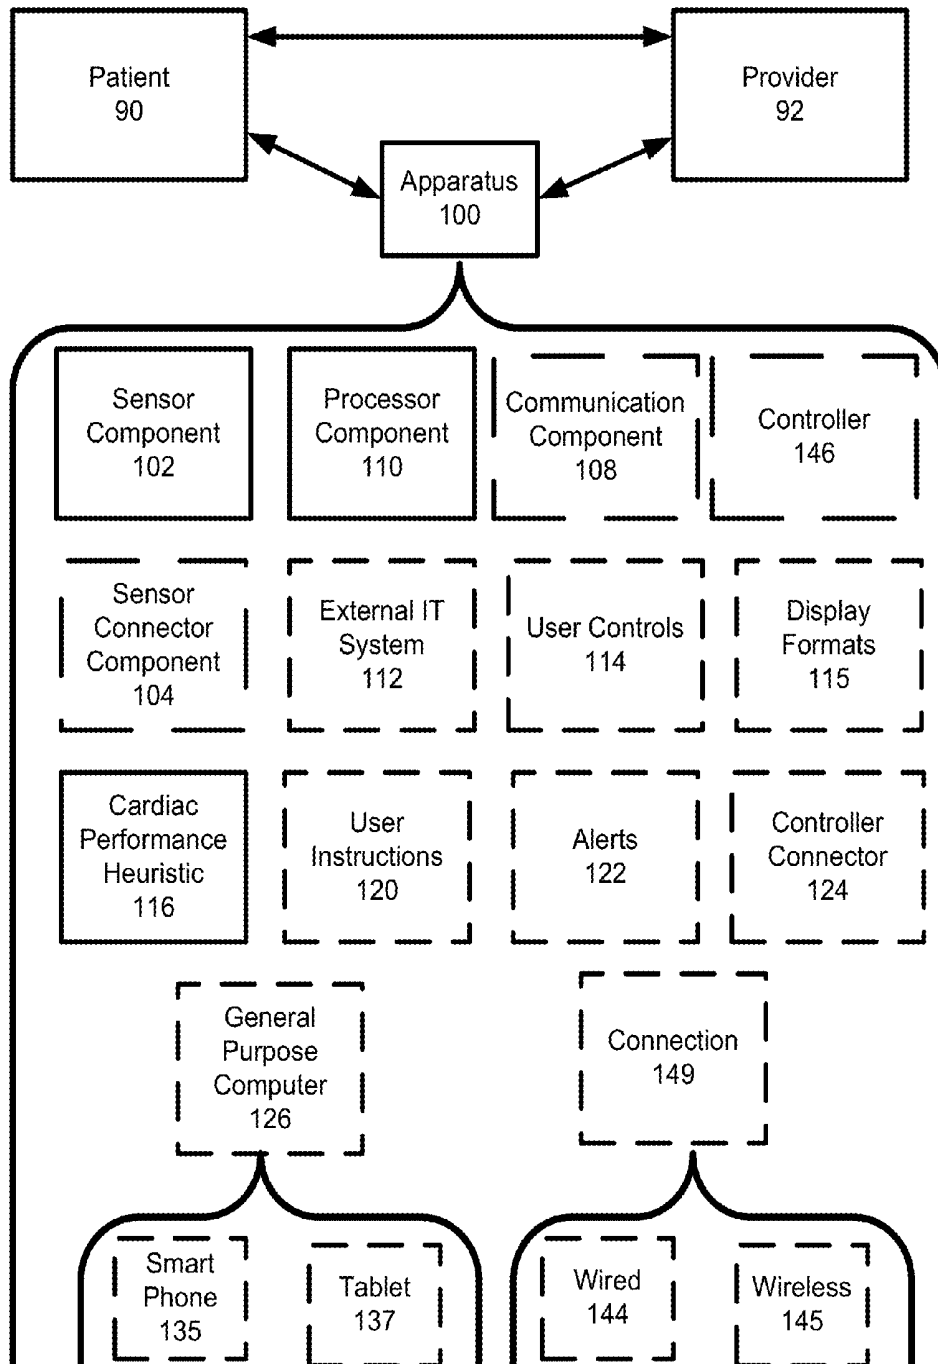 Patient
90
Provider
92
Apparatus
100
Sensor
Component
102
Processor
Component
110
Communication
Component
108
Controller
146
Sensor
Connector
Component
104
External IT
System
112
User Controls
114
Display
Formats
115
Cardiac
Performance
Heuristic
116
User
Instructions
120
Alerts
122
Controller
Connector
124
General
Purpose
Computer
126
Connection
149
Smart
Phone
135
Tablet
137
Wired
144
Wireless
145